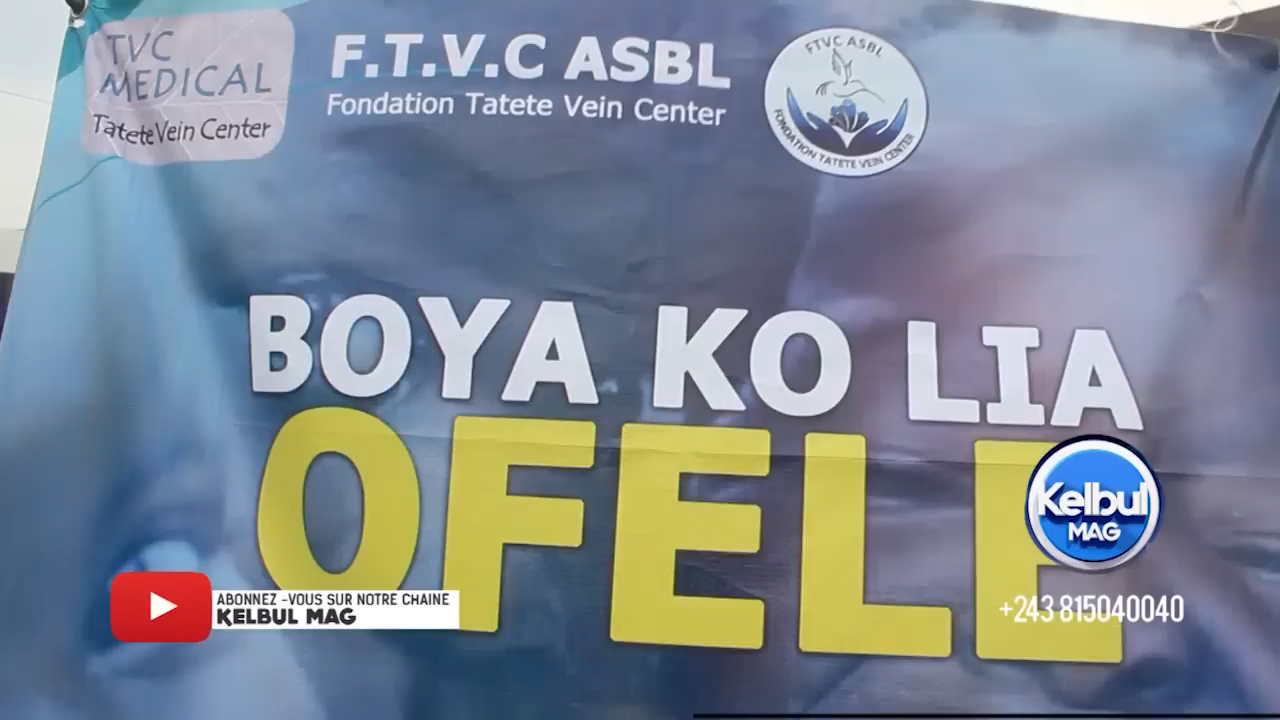 TVC
MEDICAL
Tatete Vein Center
F.T.V.C ASBL
Fondation Tatete Vein Center
FTVC ASBL
FONDATION TATETE VEIN CENTER
BOYA KO LIA
OFELE
Kelbul
MAG
ABONNEZ -VOUS SUR NOTRE CHAINE
KELBUL MAG
+243 815040040